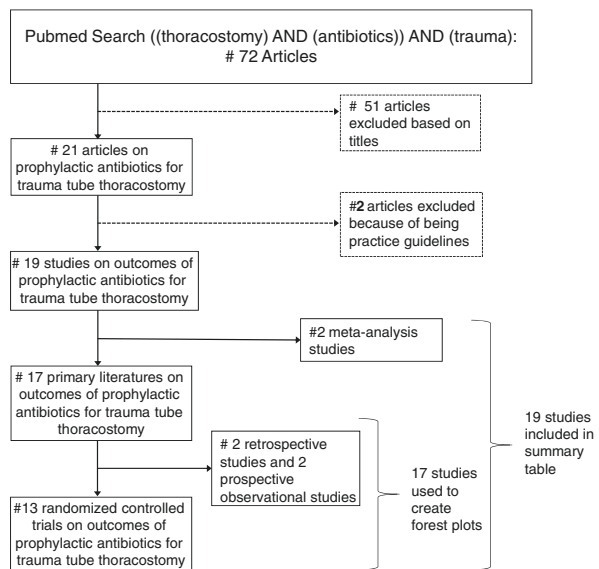 Pubmed Search ((thoracostomy) AND (antibiotics)) AND (trauma):
# 72 Articles
# 51 articles
excluded based on
titles
# 21 articles on
prophylactic antibiotics for
trauma tube thoracostomy
#2 articles excluded
because of being
practice guidelines
# 19 studies on outcomes of
prophylactic antibiotics for
trauma tube thoracostomy
#2 meta-analysis
studies
# 17 primary literatures on
outcomes of prophylactic
antibiotics for trauma tube
thoracostomy
# 2 retrospective
studies and 2
prospective
observational studies
#13 randomized controlled
trials on outcomes of
prophylactic antibiotics for
trauma tube thoracostomy
17 studies
used to
create
forest plots
19 studies
included in
summary
table